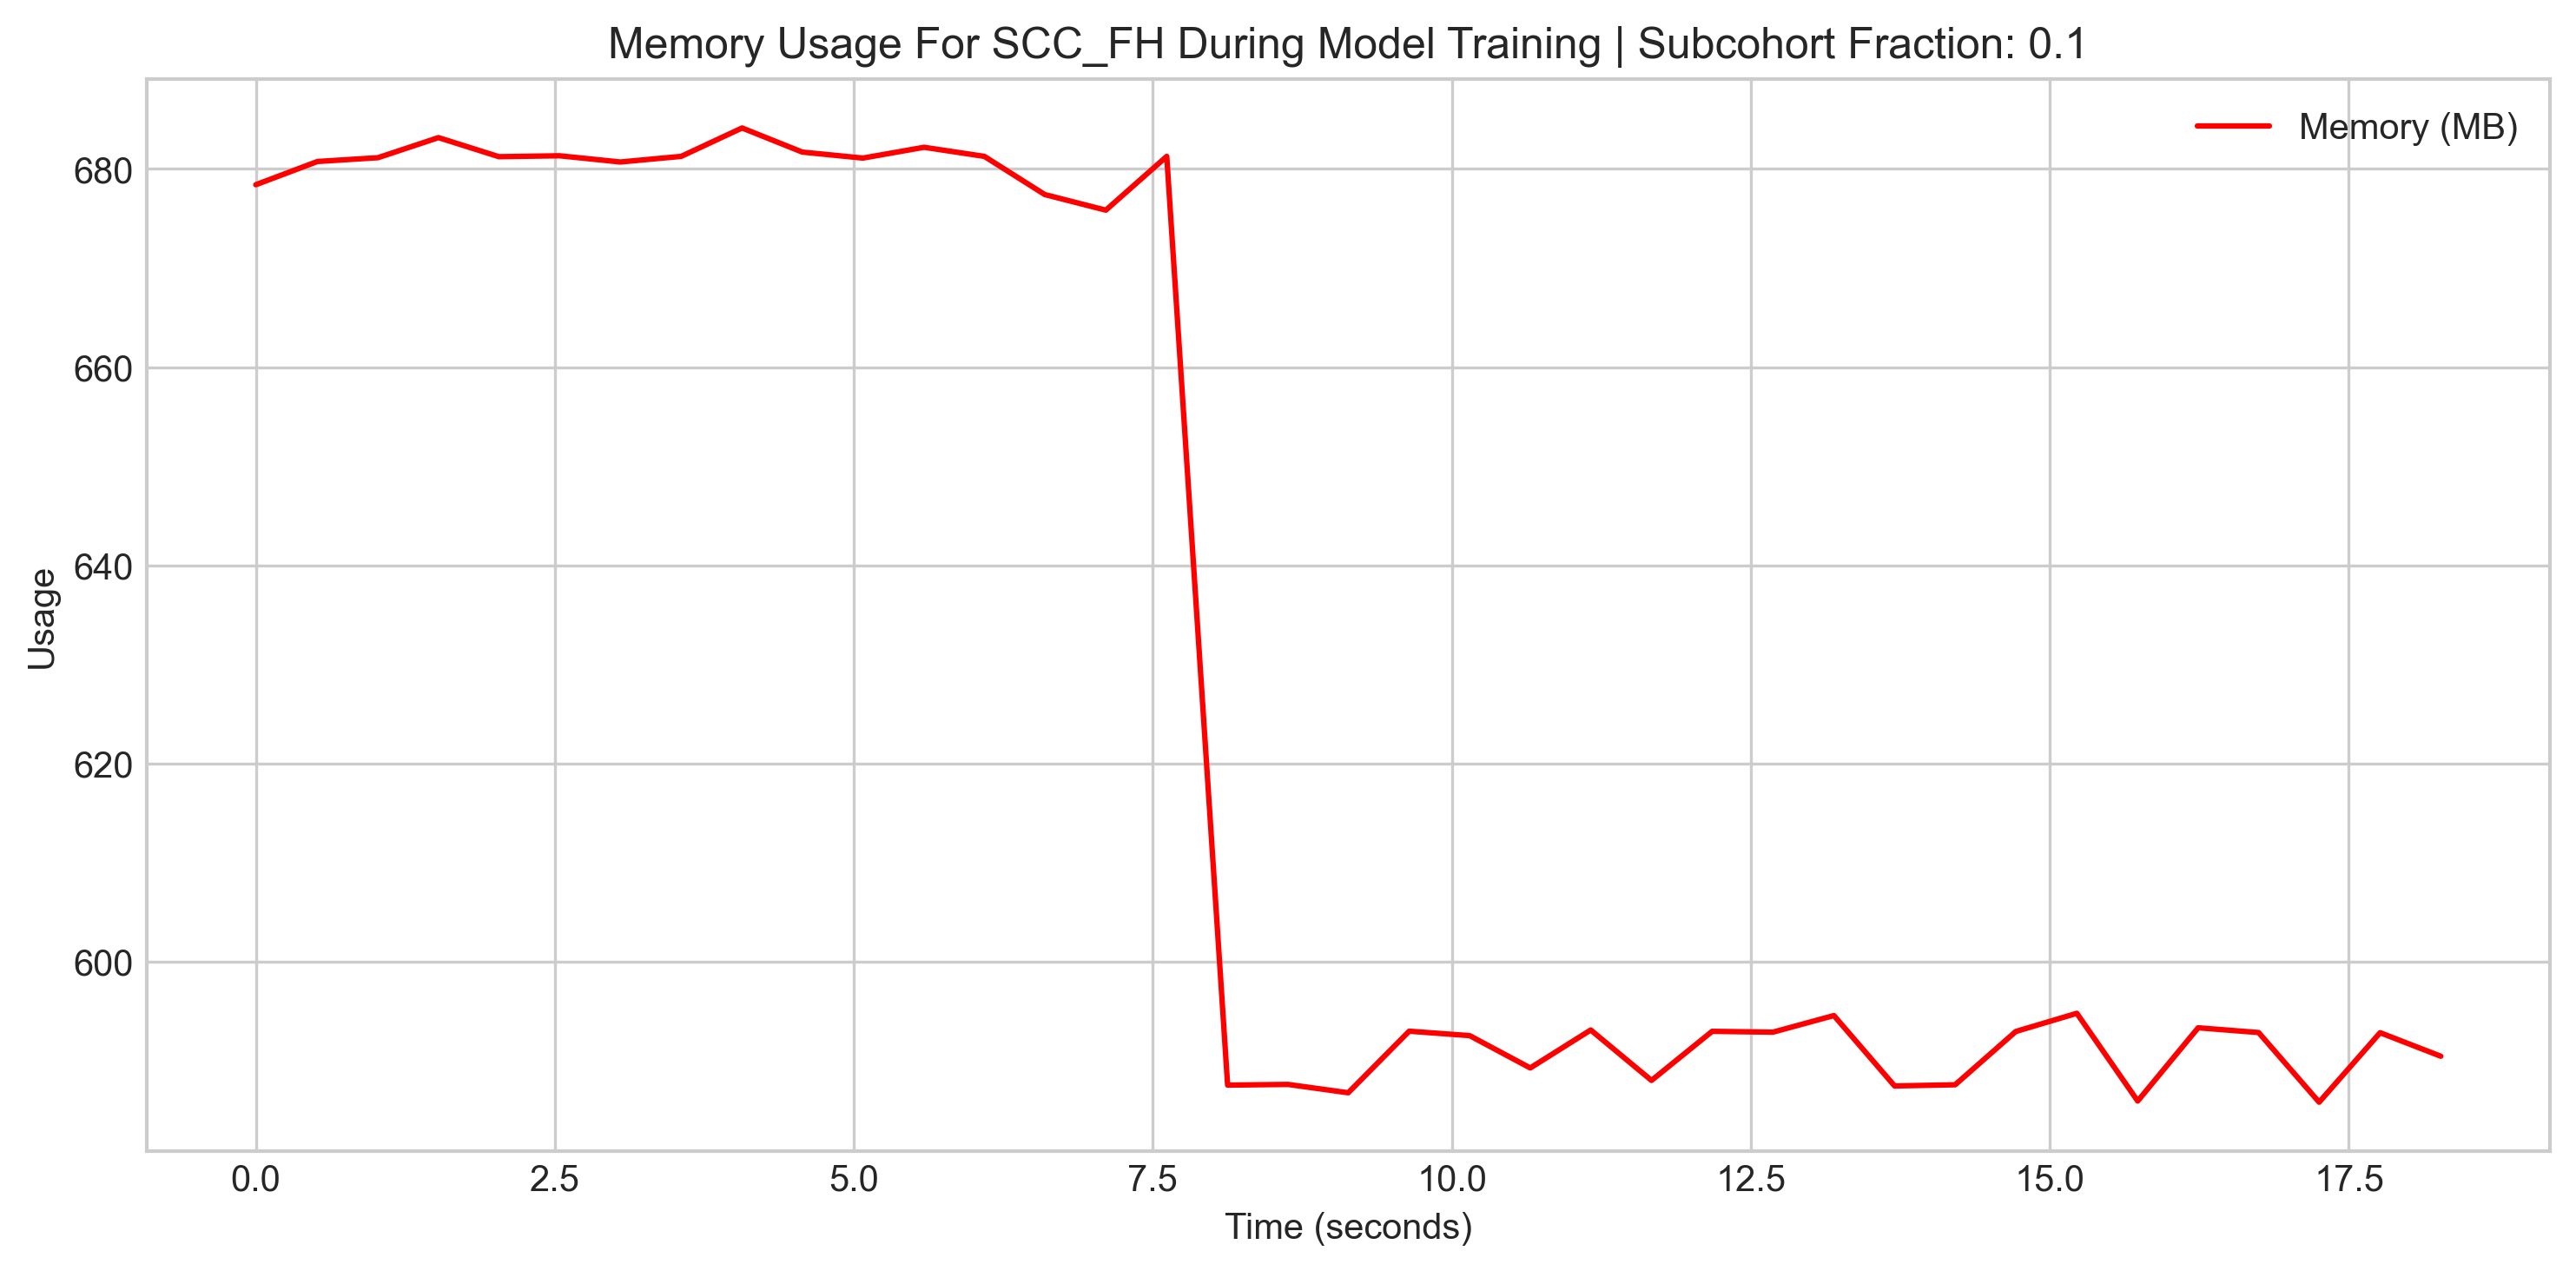 Memory Usage For SCC_FH During Model Training | Subcohort Fraction: 0.1
Memory (MB)
680
660
640
620
600
Usage
0.0 2.5 5.0 7.5 10.0 12.5 15.0 17.5
Time (seconds)